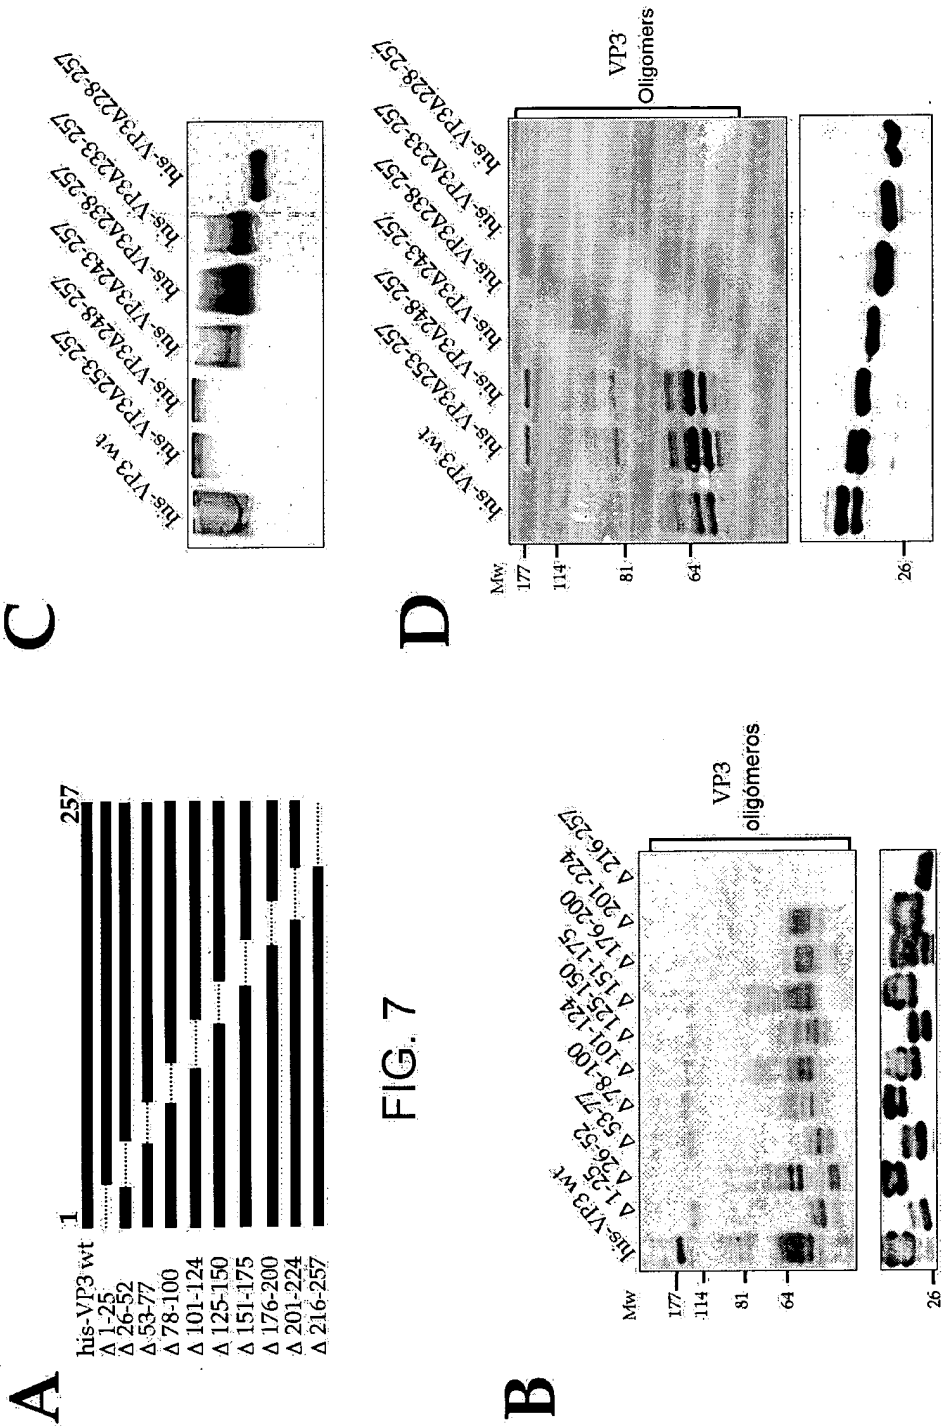 A
1
257
his-VP3 wt
Δ 1-25
Δ 26-52
Δ 53-77
Δ 78-100
Δ 101-124
Δ 125-150
Δ 151-175
Δ 176-200
Δ 201-224
Δ 216-257
FIG. 7
B
Mw
177
114
81
64
26
his-VP3 wt
Δ 1-25
Δ 26-52
Δ 53-77
Δ 78-100
Δ 101-124
Δ 125-150
Δ 151-175
Δ 176-200
Δ 201-224
Δ 216-257
VP3
oligómeros
C
his-VP3 wt
his-VP3Δ253-257
his-VP3Δ248-257
his-VP3Δ243-257
his-VP3Δ238-257
his-VP3Δ233-257
his-VP3Δ228-257
D
Mw
177
114
81
64
26
his-VP3 wt
his-VP3Δ253-257
his-VP3Δ248-257
his-VP3Δ243-257
his-VP3Δ238-257
his-VP3Δ233-257
his-VP3Δ228-257
VP3
Oligomers